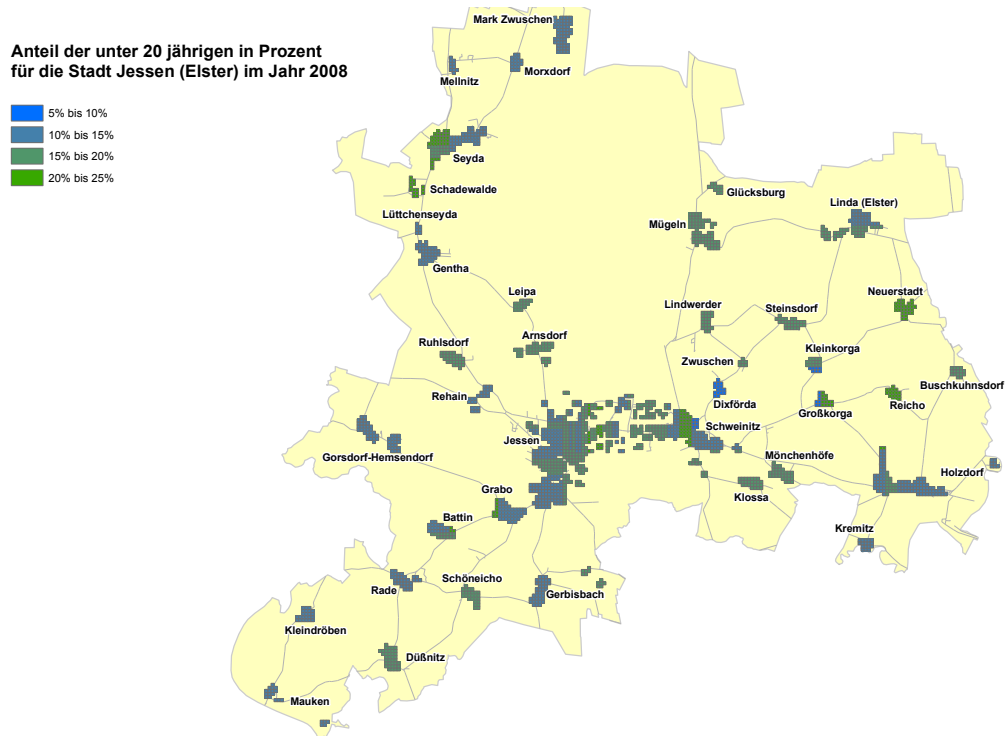 Mark Zwuschen
Anteil der unter 20 jährigen in Prozent
für die Stadt Jessen (Elster) im Jahr 2008
Mellnitz
Morxdorf
5% bis 10%
10% bis 15%
15% bis 20%
20% bis 25%
Seyda
Schadewalde
Glücksburg
Linda (Elster)
Lüttchenseyda
Mügeln
Gentha
Leipa
Neuerstadt
Lindwerder
Steinsdorf
Arnsdorf
Ruhlsdorf
Kleinkorga
Zwuschen
Buschkuhnsdorf
Rehain
Dixförda
Großkorga
Reicho
Jessen
Schweinitz
Gorsdorf-Hemsendorf
Mönchenhöfe
Holzdorf
Grabo
Klossa
Battin
Kremitz
Schöneicho
Rade
Gerbisbach
Kleindröben
Düßnitz
Mauken